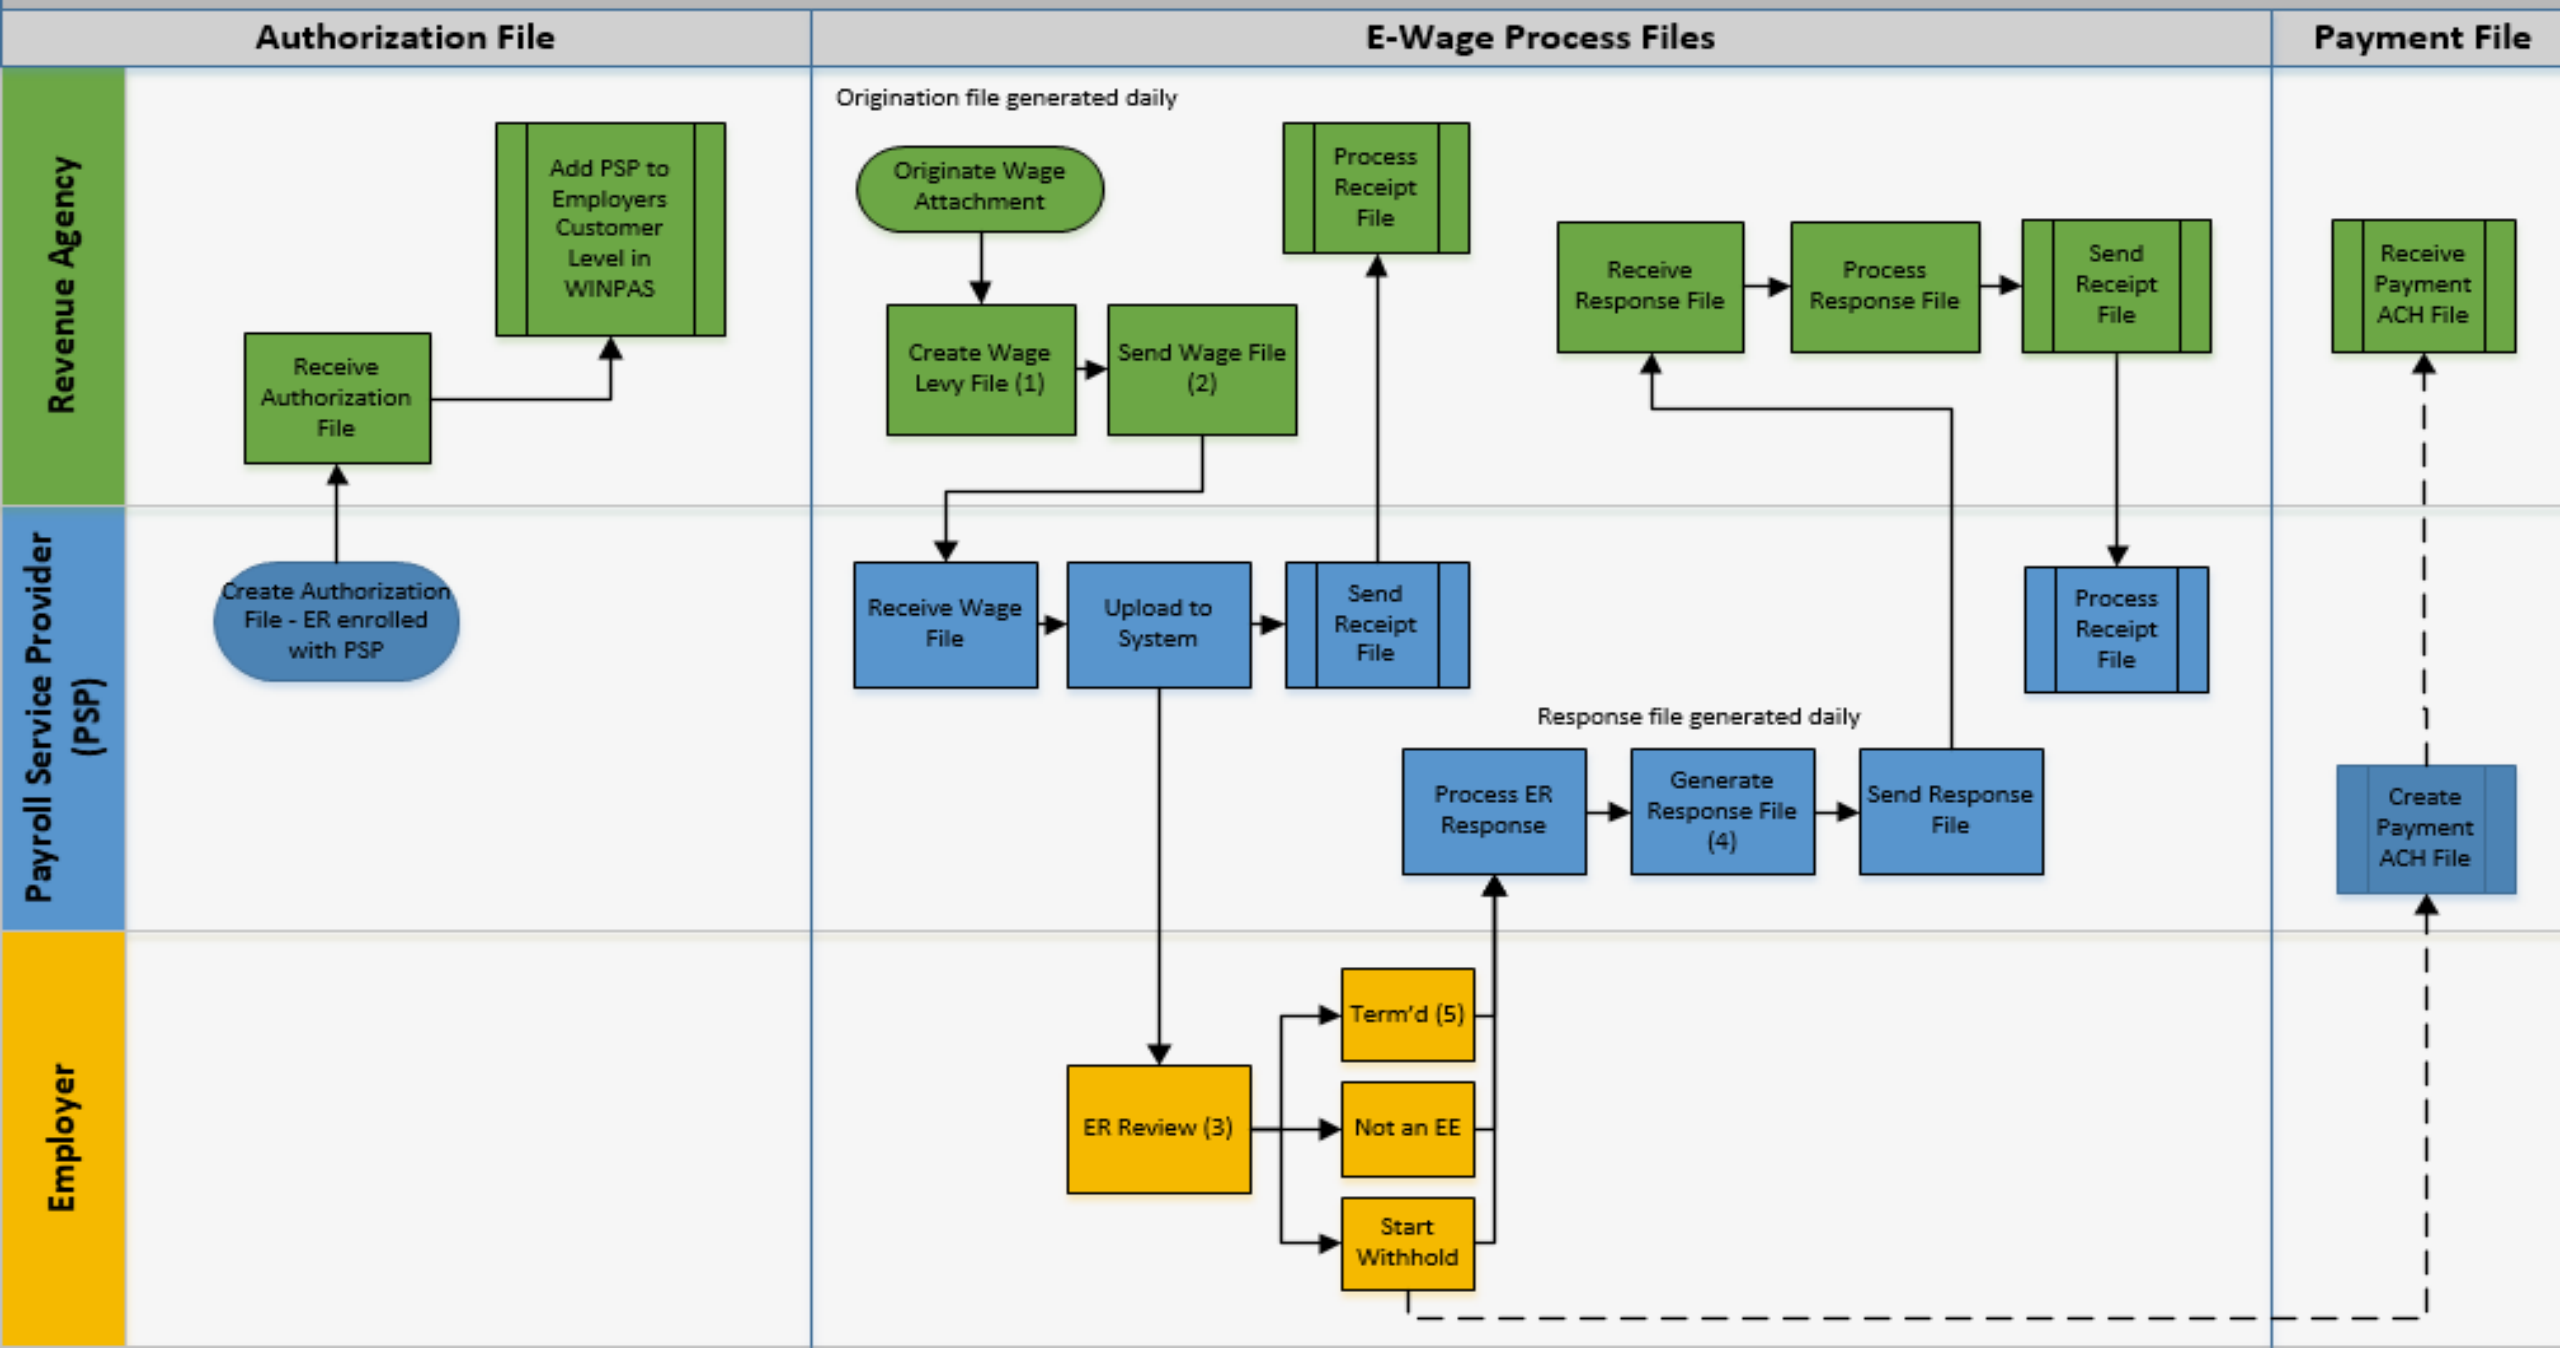 Authorization File
E-Wage Process Files
Payment File
Revenue Agency
Origination file generated daily
Add PSP to
Employers
Customer
Level in
WINPAS
Receive
Authorization
File
Originate Wage
Attachment
Create Wage
Levy File (1)
Send Wage File
(2)
Process
Receipt
File
Receive
Response File
Process
Response File
Send
Receipt
File
Receive
Payment
ACH File
Payroll Service Provider
(PSP)
Create Authorization
File - ER enrolled
with PSP
Receive Wage
File
Upload to
System
Send
Receipt
File
Process
Receipt
File
Response file generated daily
Process ER
Response
Generate
Response File
(4)
Send Response
File
Create
Payment
ACH File
Employer
ER Review (3)
Term'd (5)
Not an EE
Start
Withhold